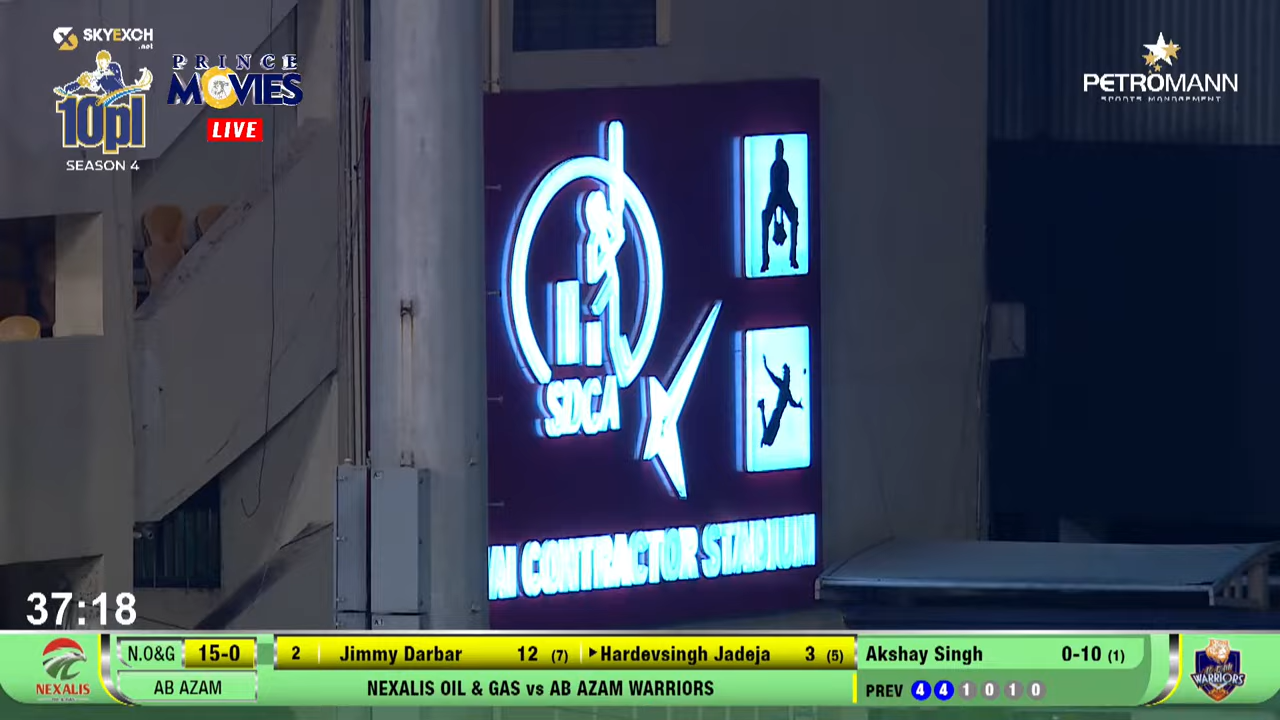 SKYEXCH
.net
10pl
SEASON 4
PRINCE
MOVIES
LIVE
PETROMANN
SPORTS MANAGEMENT
SDCA
AI CONTRACTOR STADIUM
37:18
NEXALIS
N.O&G 15-0
AB AZAM
2 Jimmy Darbar 12 (7) Hardevsingh Jadeja 3 (5)
NEXALIS OIL & GAS vs AB AZAM WARRIORS
Akshay Singh 0-10 (1)
PREV 4 4 1 0 1 0
WARRIORS